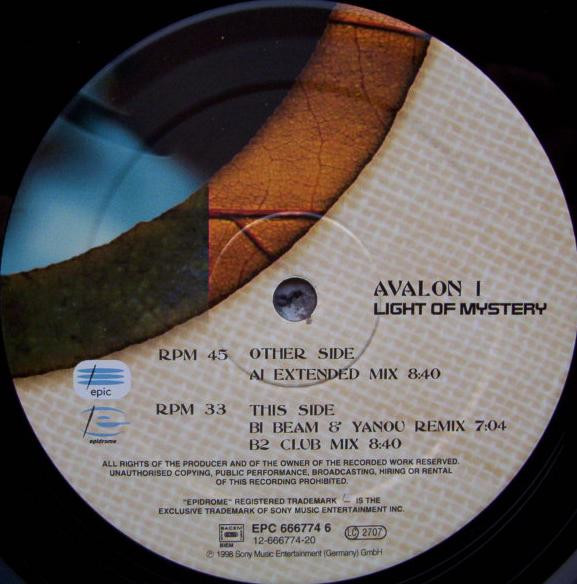 AVALON I
LIGHT OF MYSTERY
RPM 45 OTHER SIDE
A1 EXTENDED MIX 8:40
epic
RPM 33 THIS SIDE
B1 BEAM & YANOU REMIX 7:04
B2 CLUB MIX 8:40
epidrome
ALL RIGHTS OF THE PRODUCER AND OF THE OWNER OF THE RECORDED WORK RESERVED.
UNAUTHORISED COPYING, PUBLIC PERFORMANCE, BROADCASTING, HIRING OR RENTAL
OF THIS RECORDING PROHIBITED.
"EPIDROME" REGISTERED TRADEMARK IS THE
EXCLUSIVE TRADEMARK OF SONY MUSIC ENTERTAINMENT INC.
SACEM
BIEM
EPC 666774 6
12-666774-20
LC 2707
℗ 1998 Sony Music Entertainment (Germany) GmbH